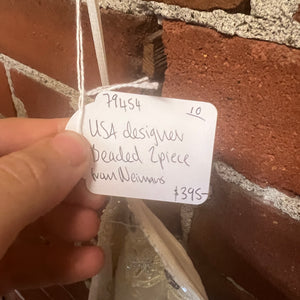 79454
10
USA designer
beaded 2piece
from Neimans
$395-